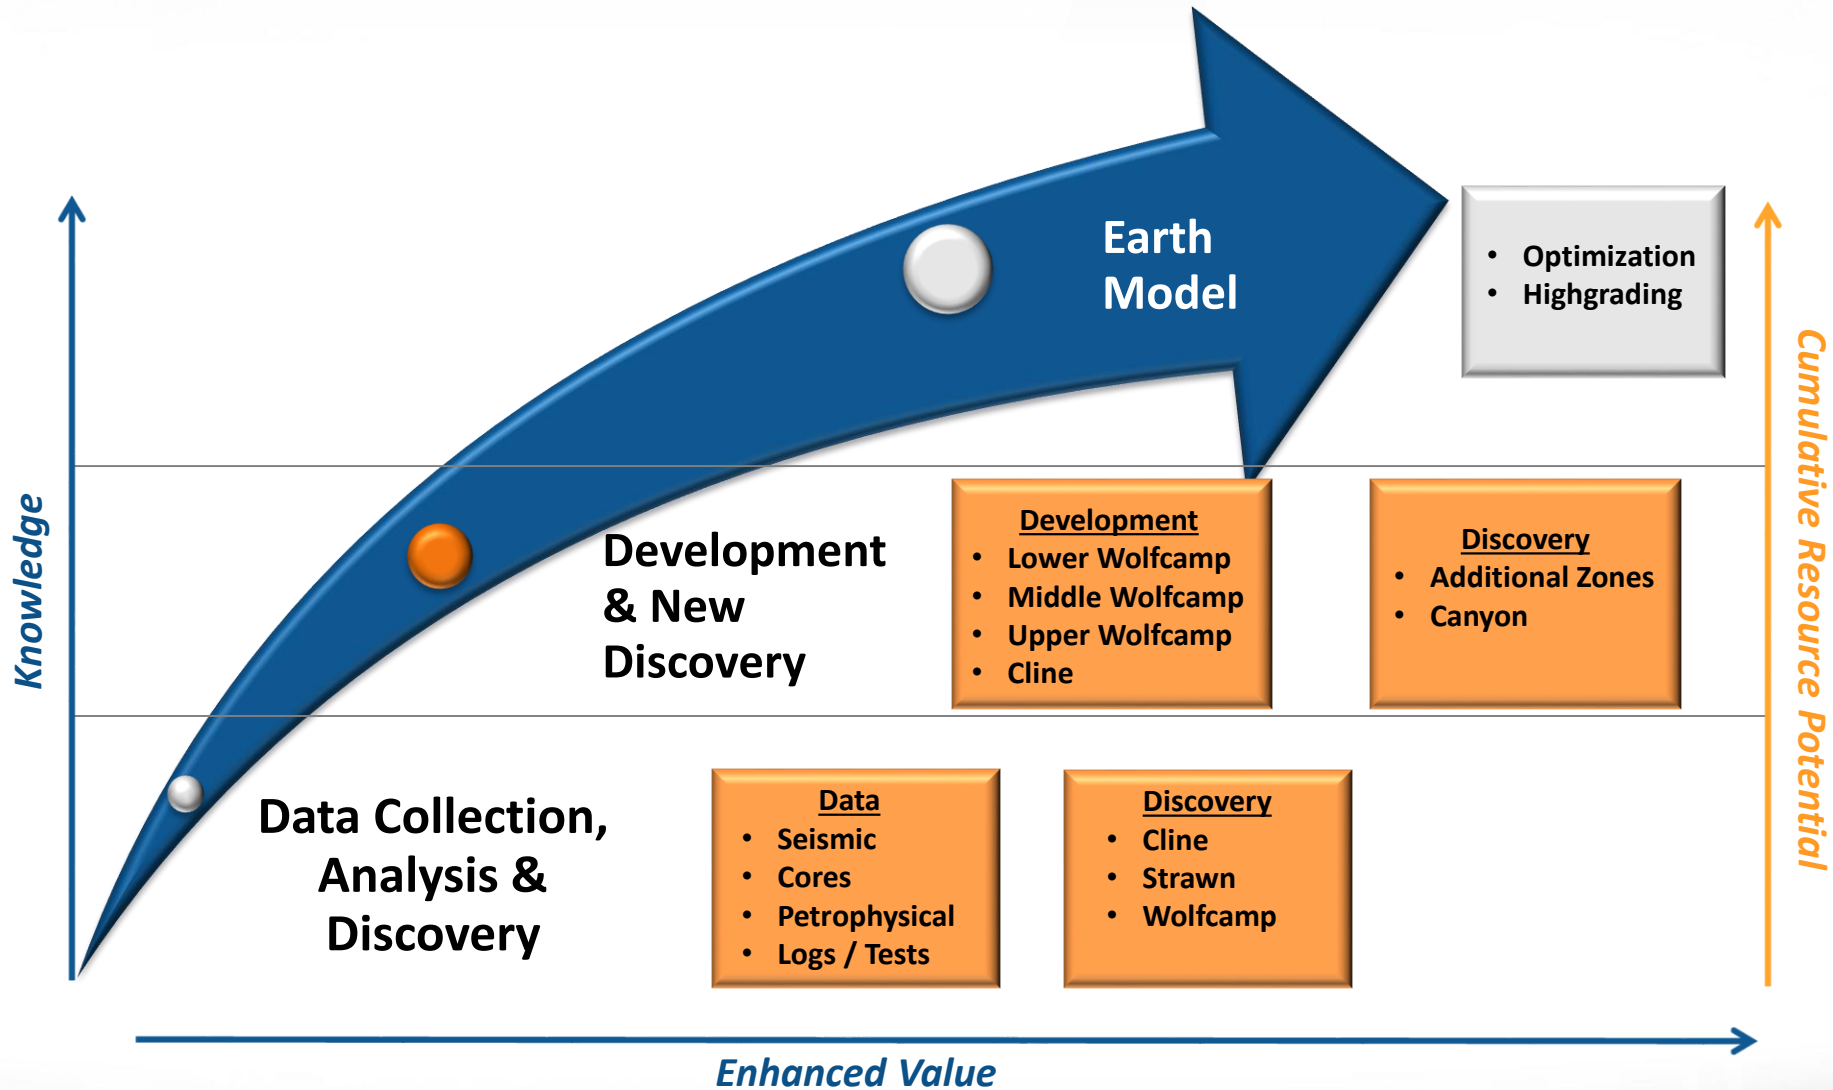 Earth
Model
• Optimization
• Highgrading
Knowledge
Cumulative Resource Potential
Development
& New
Discovery
Development
• Lower Wolfcamp
• Middle Wolfcamp
• Upper Wolfcamp
• Cline
Discovery
• Additional Zones
• Canyon
Data Collection,
Analysis &
Discovery
Data
• Seismic
• Cores
• Petrophysical
• Logs / Tests
Discovery
• Cline
• Strawn
• Wolfcamp
Enhanced Value